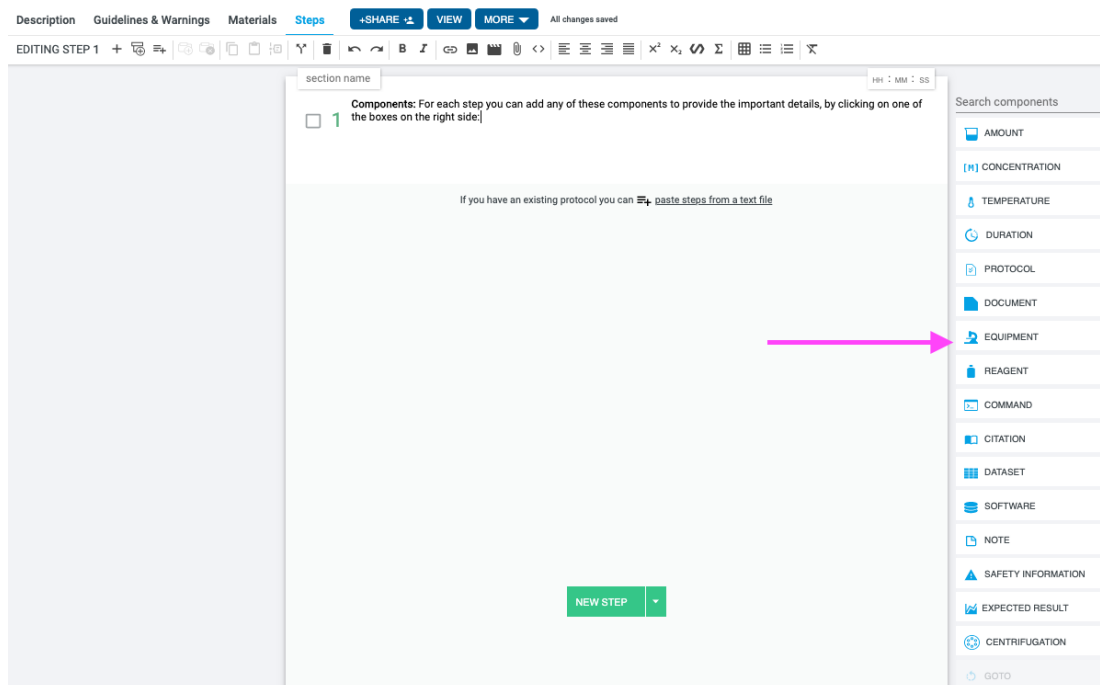 Description Guidelines & Warnings Materials Steps +SHARE VIEW MORE All changes saved
EDITING STEP 1
section name
HH : MM : SS
Components: For each step you can add any of these components to provide the important details, by clicking on one of
1 the boxes on the right side:
If you have an existing protocol you can paste steps from a text file
NEW STEP
Search components
AMOUNT
[M] CONCENTRATION
TEMPERATURE
DURATION
PROTOCOL
DOCUMENT
EQUIPMENT
REAGENT
COMMAND
CITATION
DATASET
SOFTWARE
NOTE
SAFETY INFORMATION
EXPECTED RESULT
CENTRIFUGATION
GOTO